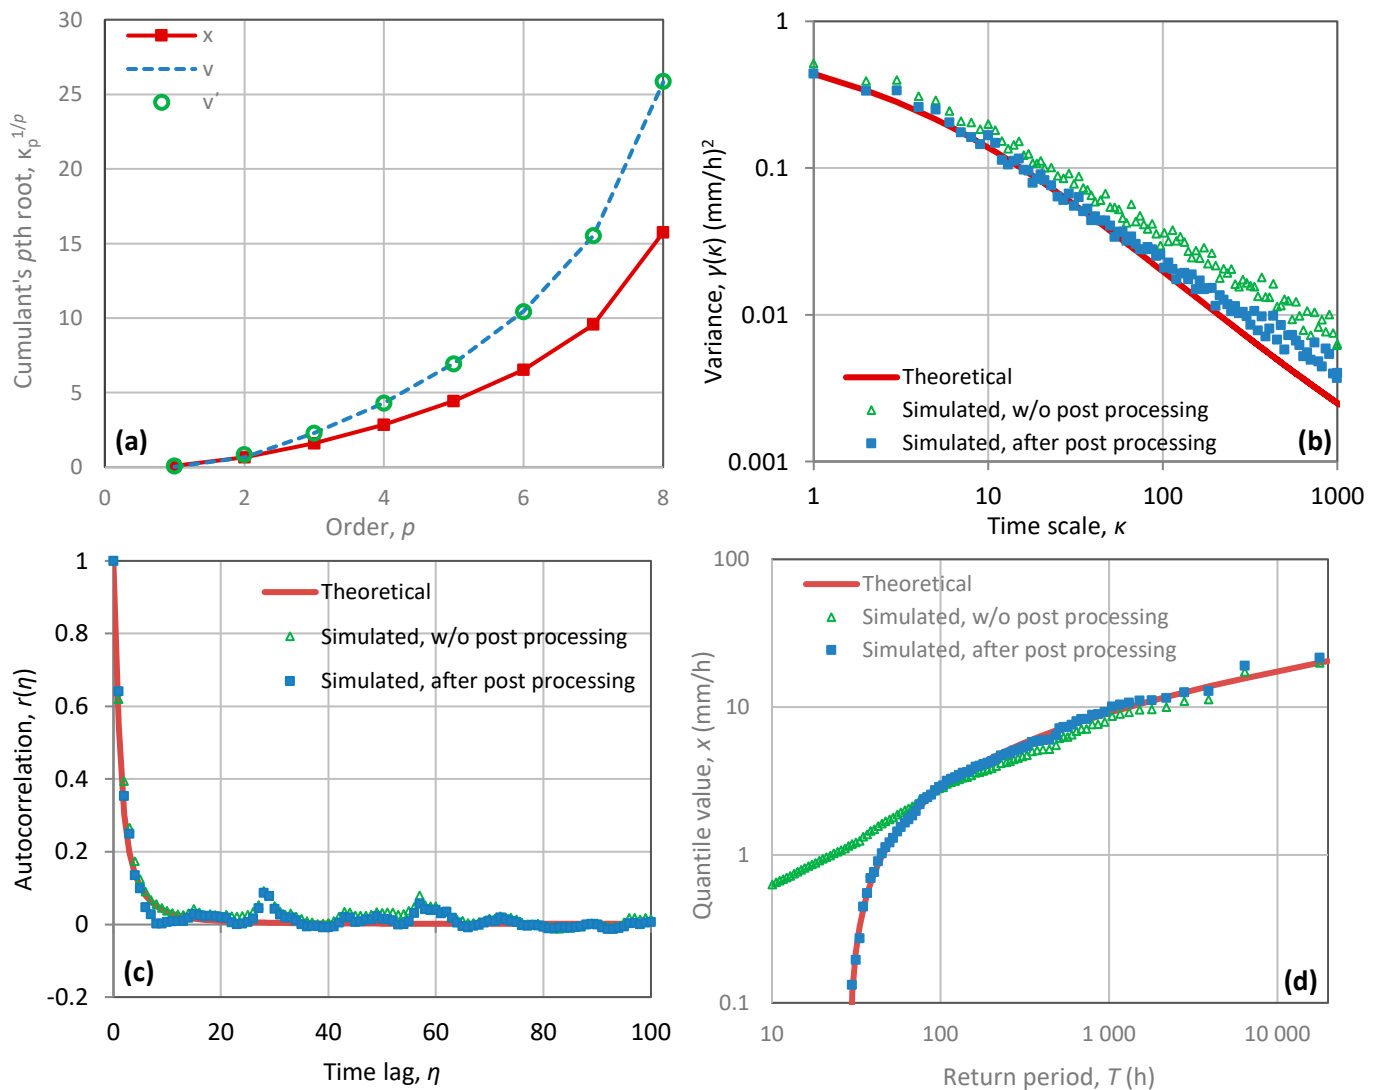 30
25
20
15
10
5
0
0
2
4
6
8
Cumulant's pth root, κp^1/p
Order, p
x
v
v′
(a)
1
0.1
0.01
0.001
1
10
100
1000
Variance, γ(κ) (mm/h)²
Time scale, κ
Theoretical
Simulated, w/o post processing
Simulated, after post processing
(b)
1
0.8
0.6
0.4
0.2
0
-0.2
0
20
40
60
80
100
Autocorrelation, r(η)
Time lag, η
Theoretical
Simulated, w/o post processing
Simulated, after post processing
(c)
100
10
1
0.1
10
100
1 000
10 000
Quantile value, x (mm/h)
Return period, T (h)
Theoretical
Simulated, w/o post processing
Simulated, after post processing
(d)